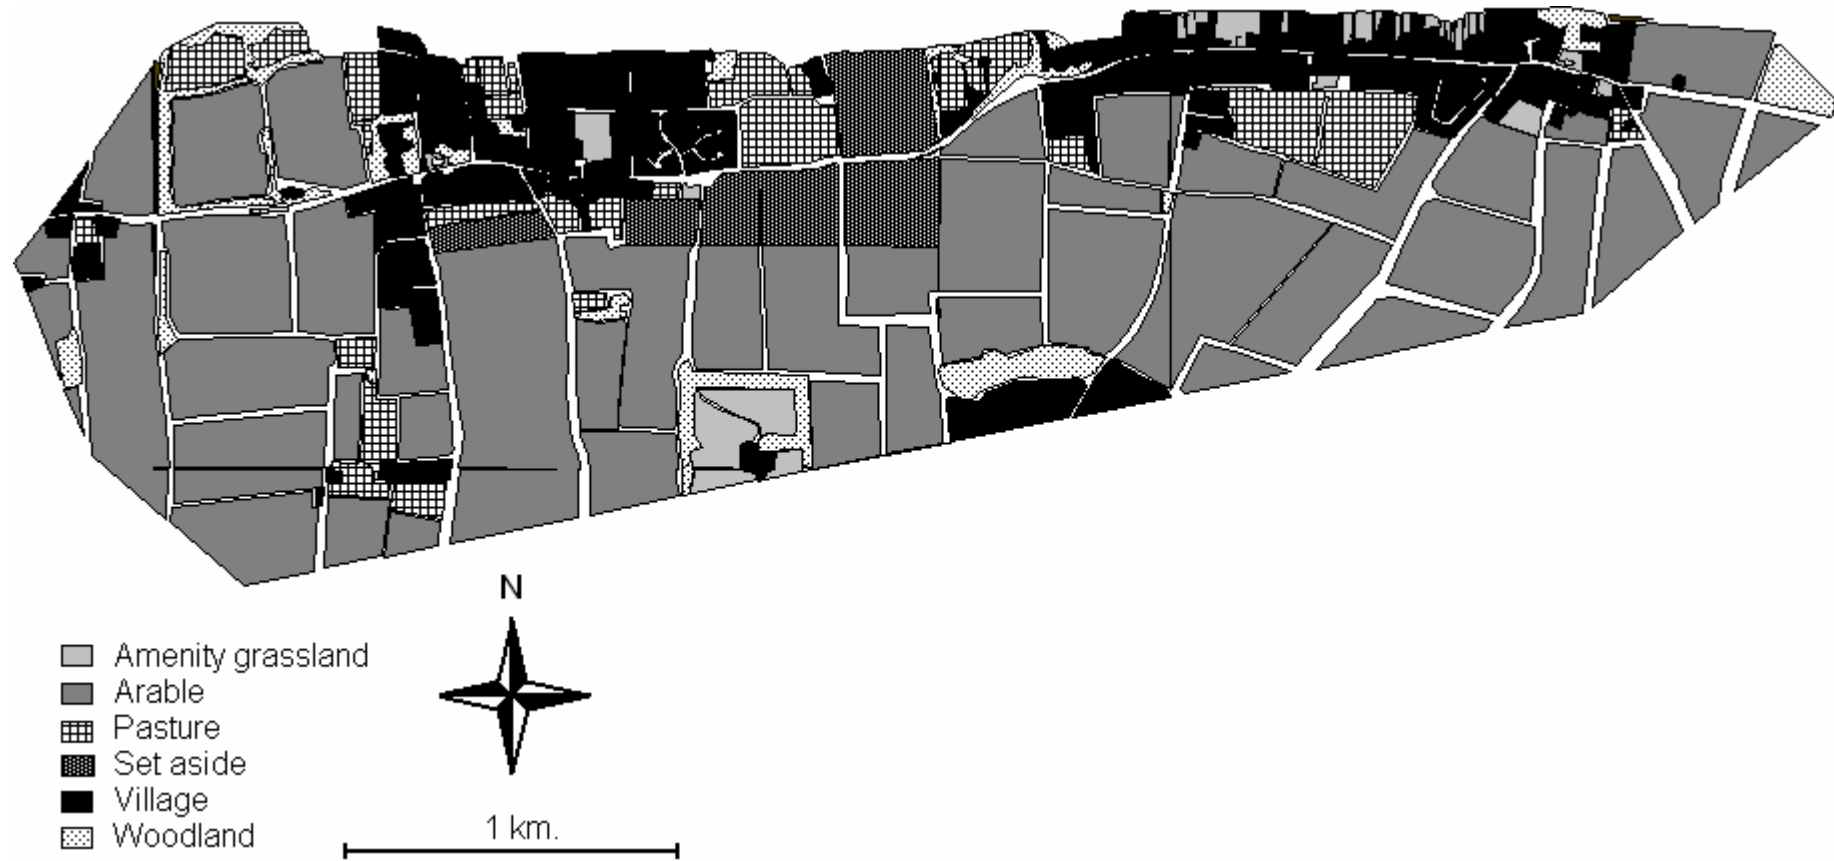 N
Amenity grassland
Arable
Pasture
Set aside
Village
Woodland
1 km.